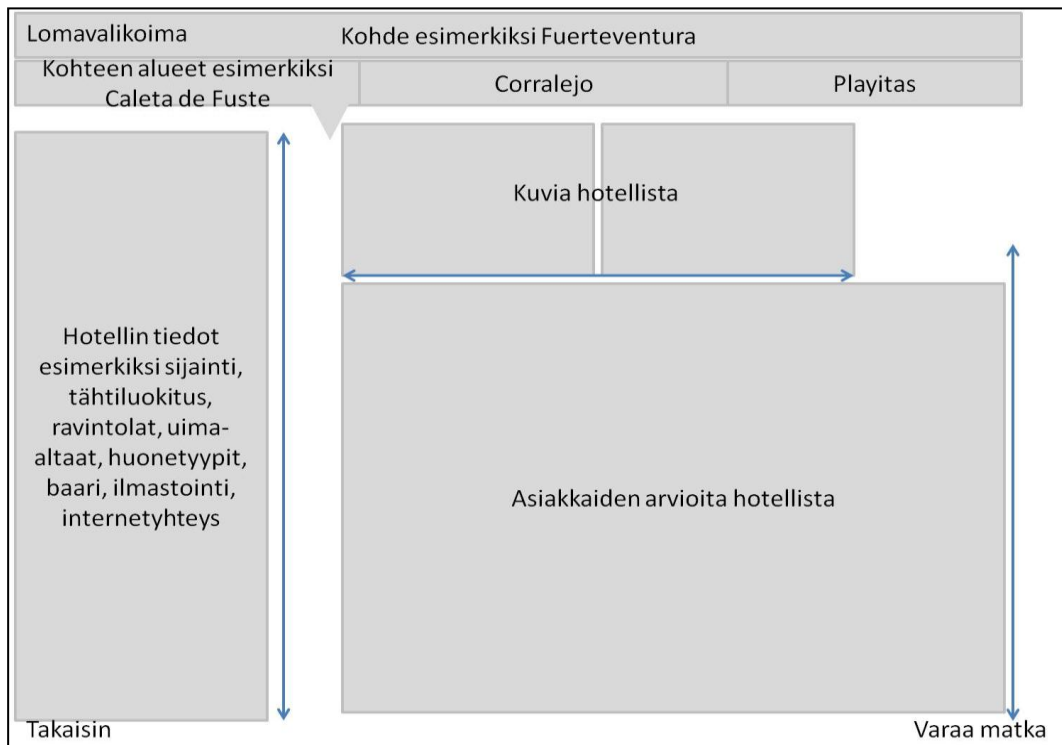 Lomavalikoima
Kohde esimerkiksi Fuerteventura
Kohteen alueet esimerkiksi
Caleta de Fuste
Corralejo
Playitas
Kuvia hotellista
Hotellin tiedot
esimerkiksi sijainti,
tähtiluokitus,
ravintolat, uima-
altaat, huonetyypit,
baari, ilmastointi,
internetyhteys
Asiakkaiden arvioita hotellista
Takaisin
Varaa matka